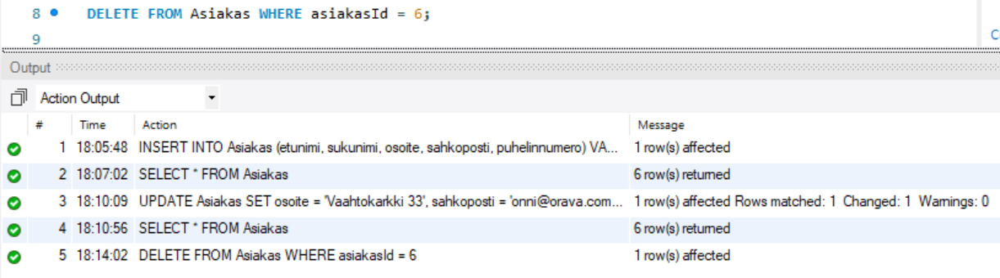 8 DELETE FROM Asiakas WHERE asiakasId = 6;
9
Output
Action Output
# Time Action Message
1 18:05:48 INSERT INTO Asiakas (etunimi, sukunimi, osoite, sahkoposti, puhelinnumero) VA... 1 row(s) affected
2 18:07:02 SELECT * FROM Asiakas 6 row(s) returned
3 18:10:09 UPDATE Asiakas SET osoite = 'Vaahtokarkki 33', sahkoposti = 'onni@orava.com... 1 row(s) affected Rows matched: 1 Changed: 1 Warnings: 0
4 18:10:56 SELECT * FROM Asiakas 6 row(s) returned
5 18:14:02 DELETE FROM Asiakas WHERE asiakasId = 6 1 row(s) affected